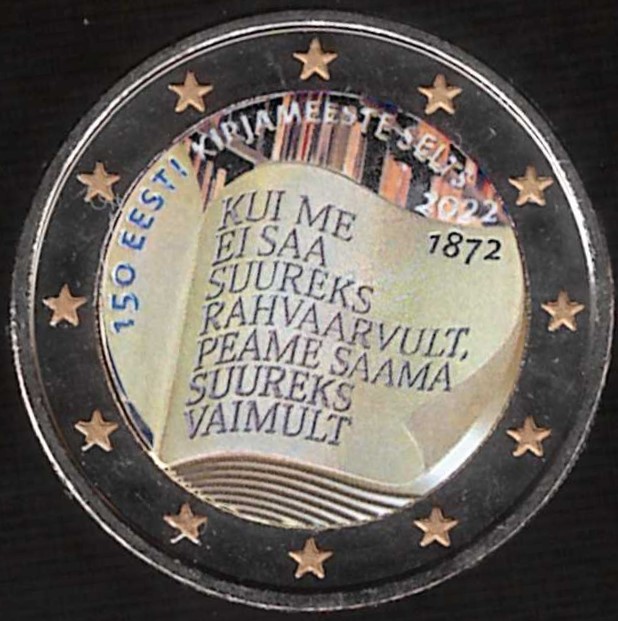 150 EESTI KIRJAMEESTE SELTS
2022
1872
KUI ME
EI SAA
SUUREKS
RAHVAARVULT,
PEAME SAAMA
SUUREKS
VAIMULT